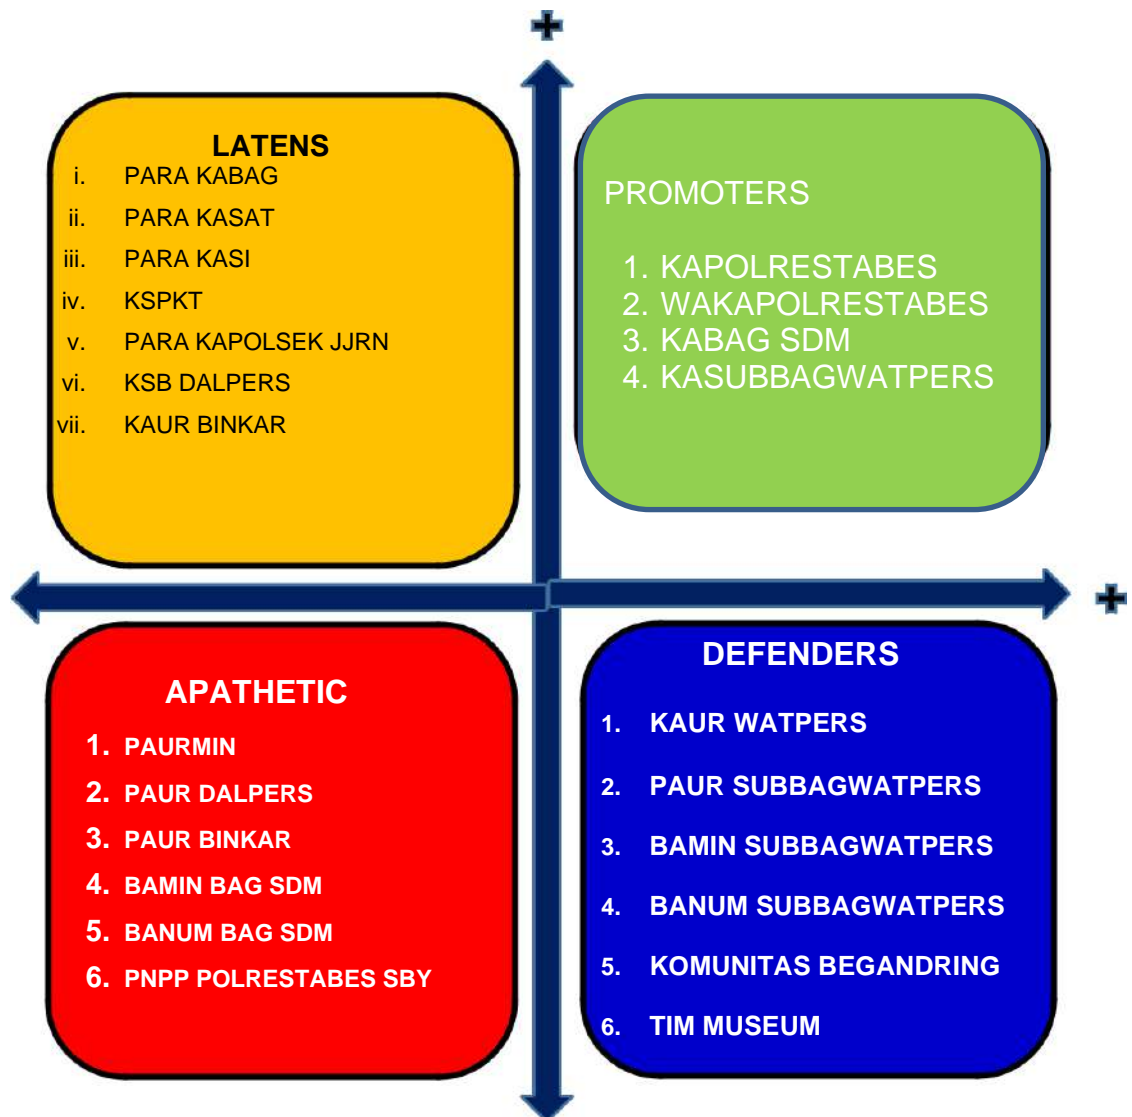 +
LATENS
i. PARA KABAG
ii. PARA KASAT
iii. PARA KASI
iv. KSPKT
v. PARA KAPOLSEK JJRN
vi. KSB DALPERS
vii. KAUR BINKAR
PROMOTERS
1. KAPOLRESTABES
2. WAKAPOLRESTABES
3. KABAG SDM
4. KASUBBAGWATPERS
+
APATHETIC
1. PAURMIN
2. PAUR DALPERS
3. PAUR BINKAR
4. BAMIN BAG SDM
5. BANUM BAG SDM
6. PNPP POLRESTABES SBY
DEFENDERS
1. KAUR WATPERS
2. PAUR SUBBAGWATPERS
3. BAMIN SUBBAGWATPERS
4. BANUM SUBBAGWATPERS
5. KOMUNITAS BEGANDRING
6. TIM MUSEUM